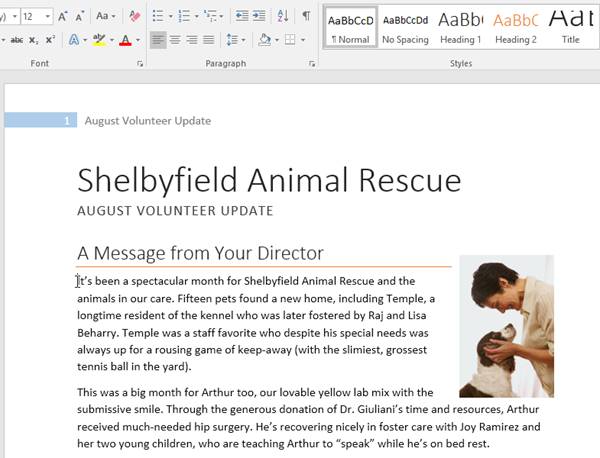 12
A A Aa
AaBbCcD AaBbCcDd AaBbC AaBbC AaB
¶ Normal No Spacing Heading 1 Heading 2 Title
abc X₂ X²
Font Paragraph Styles
1 August Volunteer Update
Shelbyfield Animal Rescue
AUGUST VOLUNTEER UPDATE
A Message from Your Director
It’s been a spectacular month for Shelbyfield Animal Rescue and the
animals in our care. Fifteen pets found a new home, including Temple, a
longtime resident of the kennel who was later fostered by Raj and Lisa
Beharry. Temple was a staff favorite who despite his special needs was
always up for a rousing game of keep-away (with the slimiest, grossest
tennis ball in the yard).
This was a big month for Arthur too, our lovable yellow lab mix with the
submissive smile. Through the generous donation of Dr. Giuliani’s time and resources, Arthur
received much-needed hip surgery. He’s recovering nicely in foster care with Joy Ramirez and
her two young children, who are teaching Arthur to “speak” while he’s on bed rest.